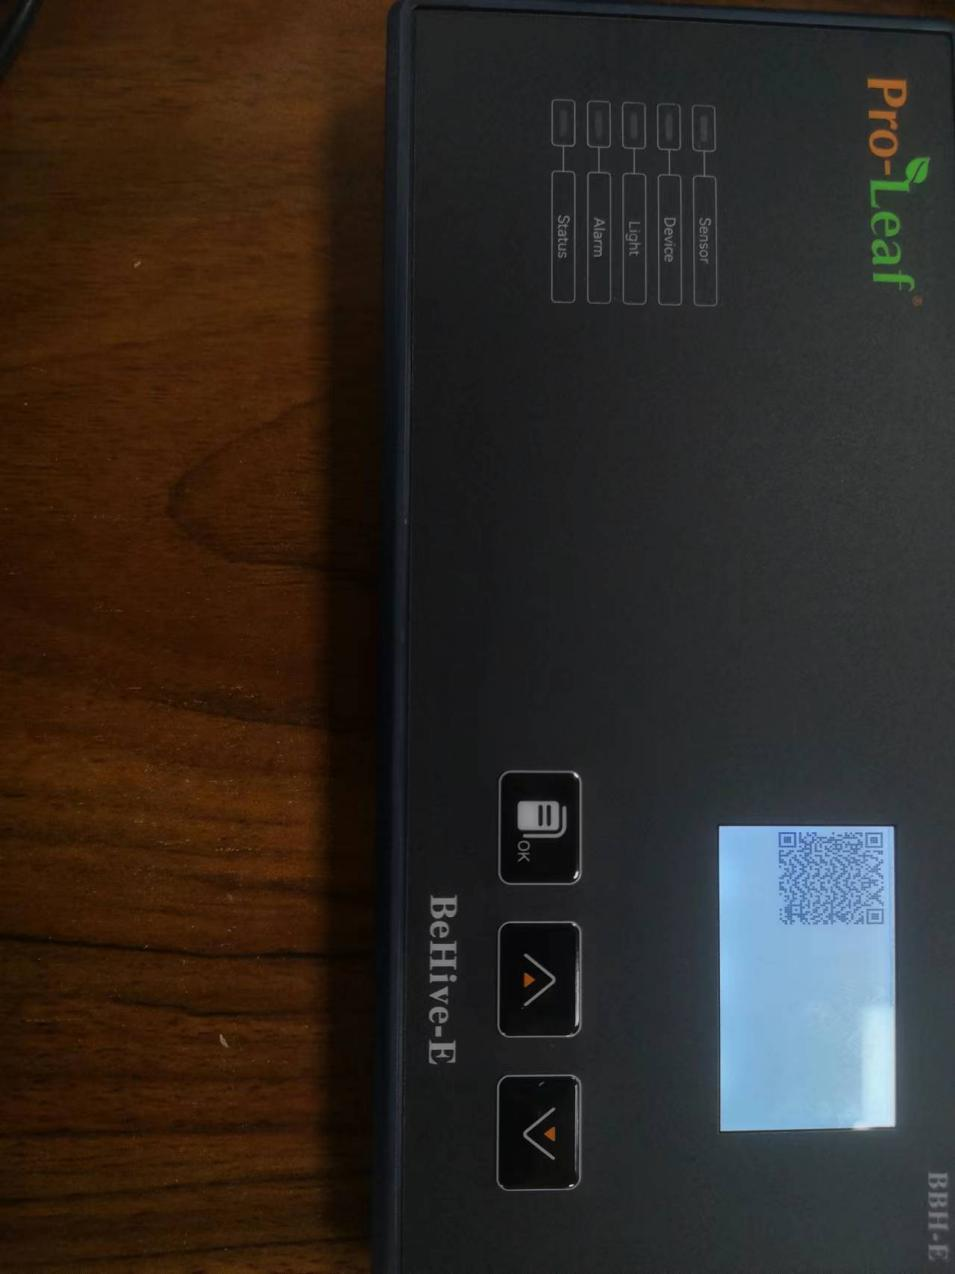 Pro-Leaf®
Sensor
Device
Light
Alarm
Status
OK
BeHive-E
BBH-E